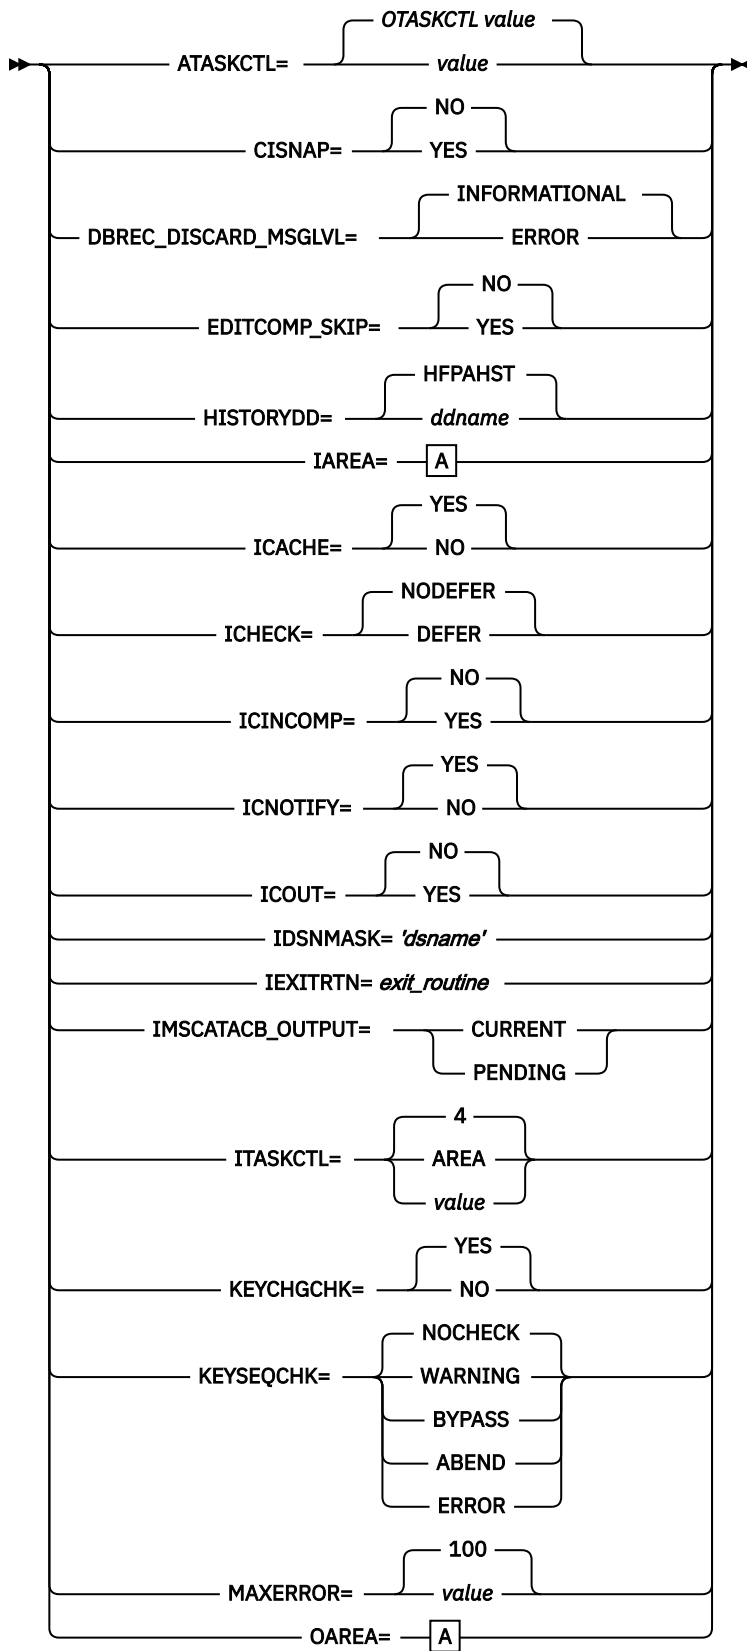 OTASKCTL value
ATASKCTL= value
NO
CISNAP= YES
INFORMATIONAL
DBREC_DISCARD_MSGLVL= ERROR
NO
EDITCOMP_SKIP= YES
HFPAHST
HISTORYDD= ddname
IAREA= A
YES
ICACHE= NO
NODEFER
ICHECK= DEFER
NO
ICINCOMP= YES
YES
ICNOTIFY= NO
NO
ICOUT= YES
IDSNMASK= 'dsname'
IEXITRTN= exit_routine
IMSCATACB_OUTPUT= CURRENT
PENDING
4
ITASKCTL= AREA
value
YES
KEYCHGCHK= NO
NOCHECK
KEYSEQCHK= WARNING
BYPASS
ABEND
ERROR
100
MAXERROR= value
OAREA= A